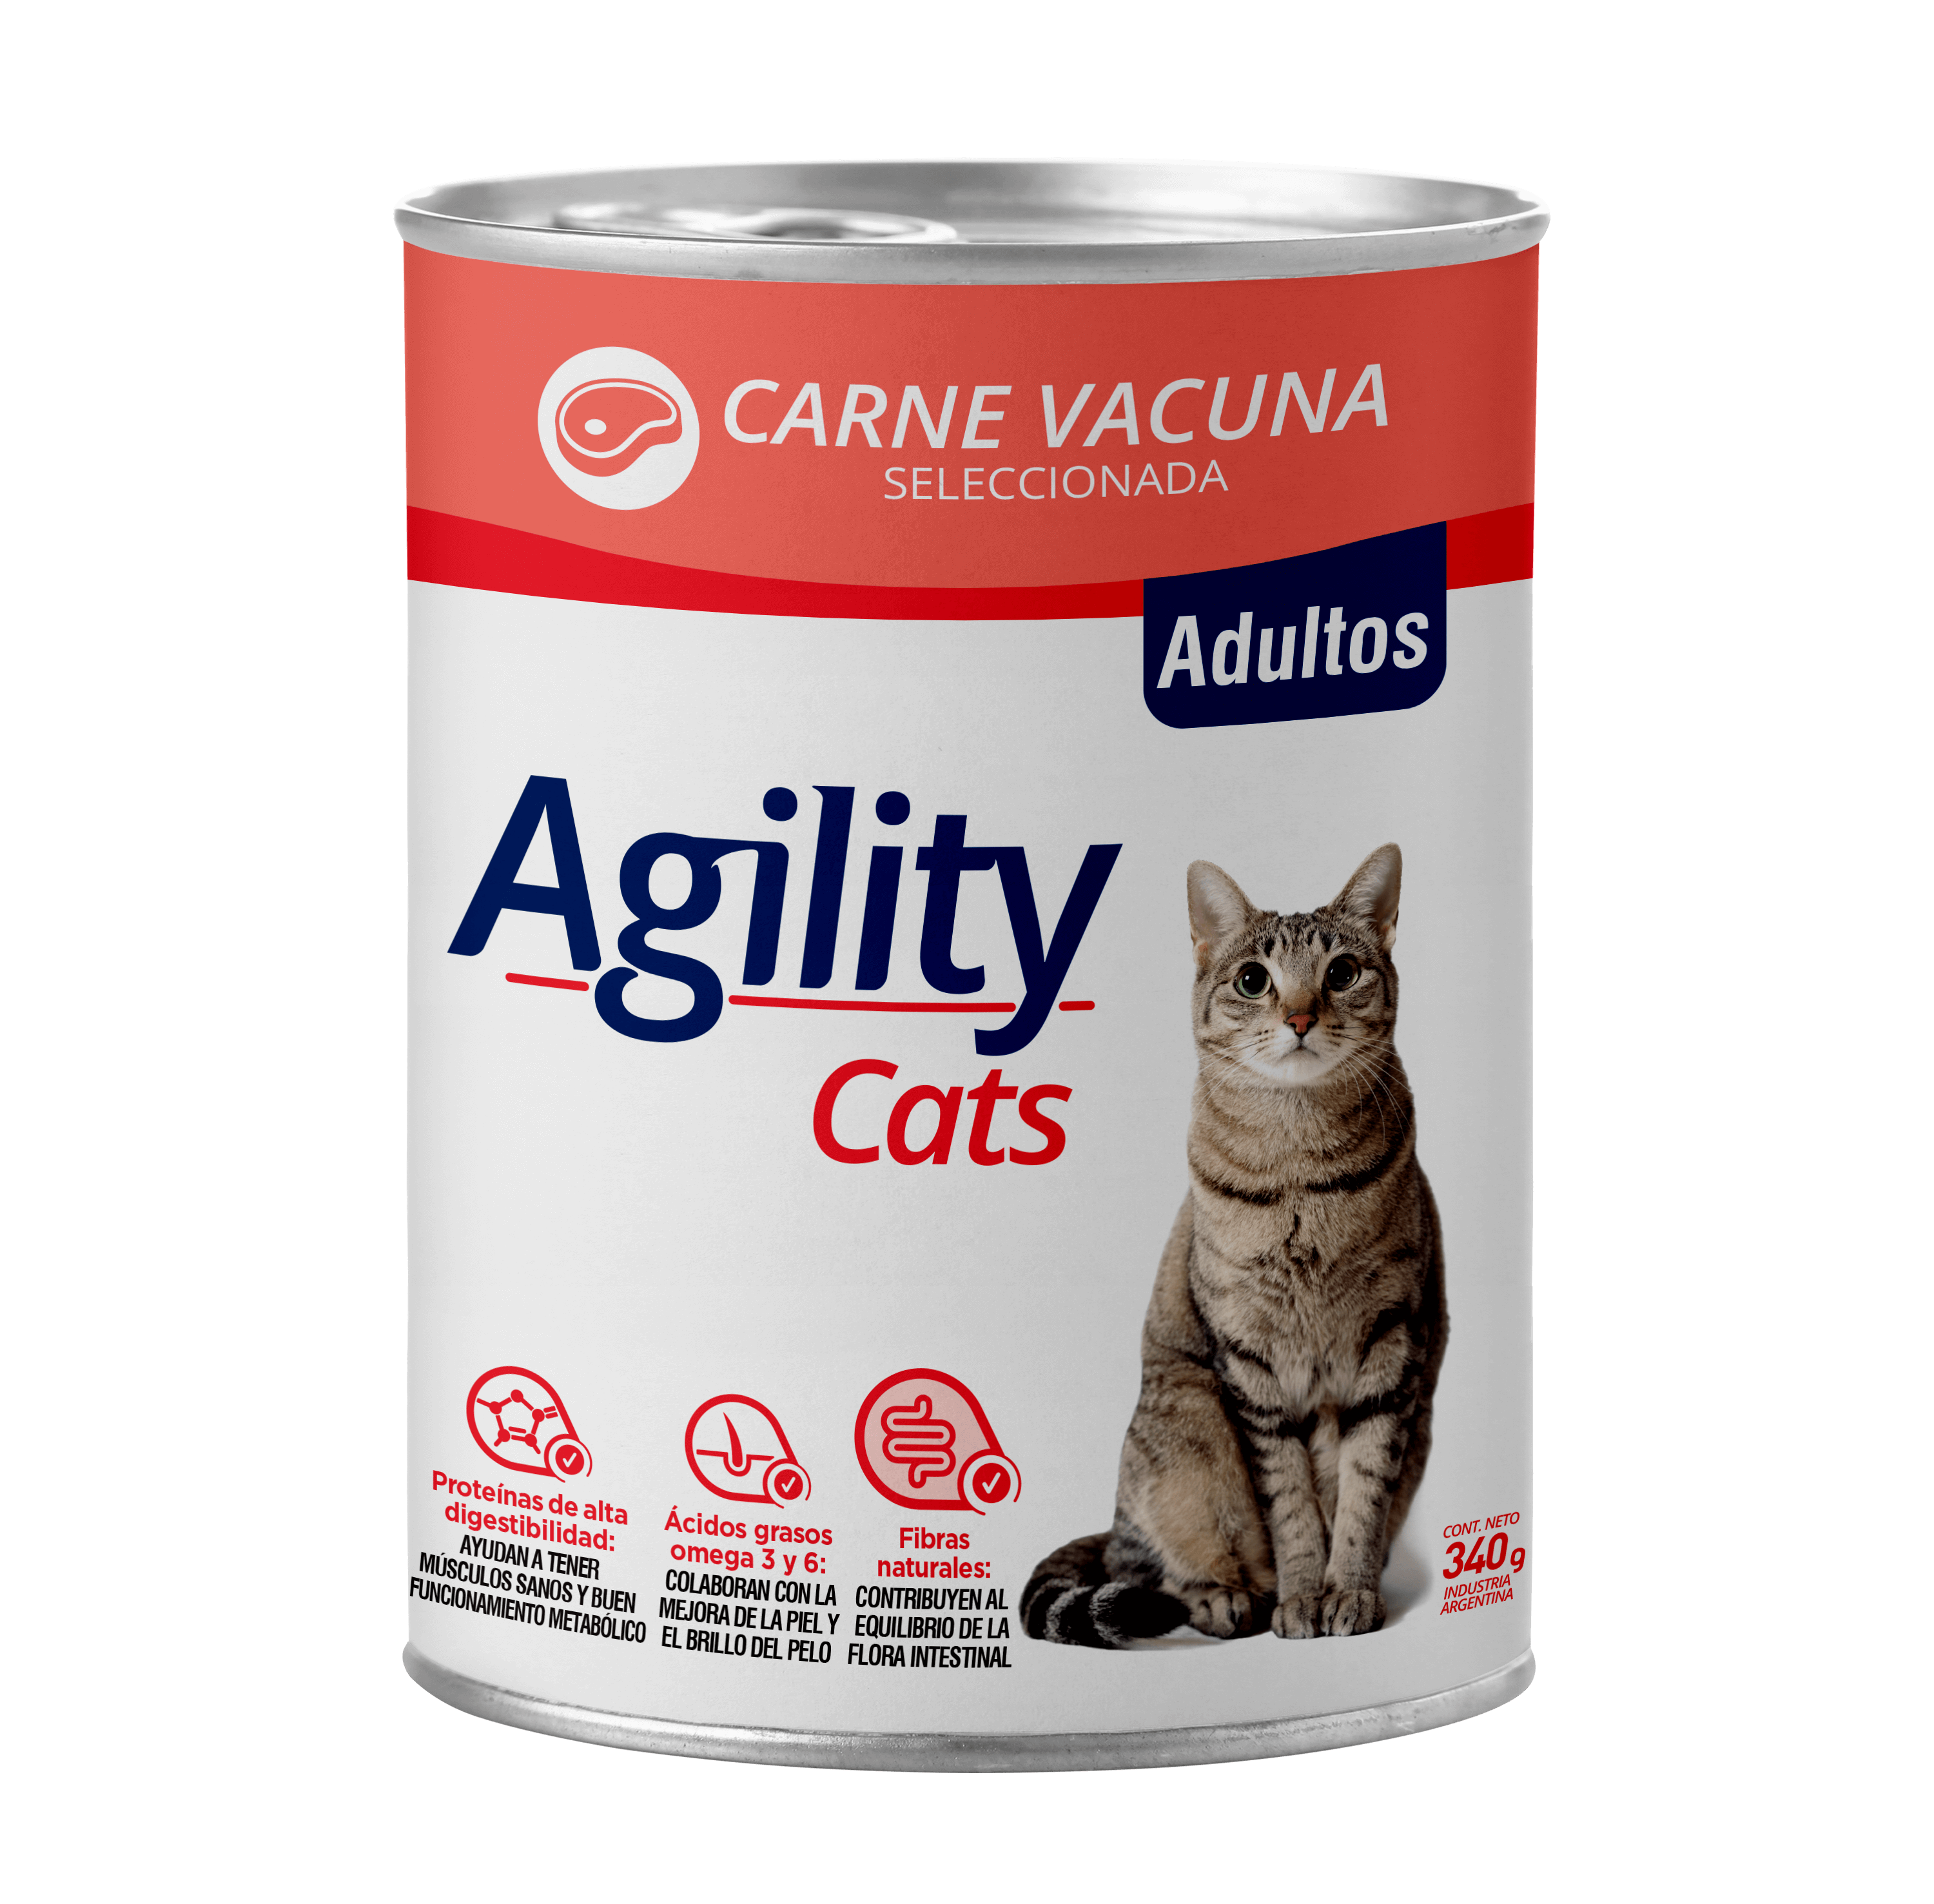 CARNE VACUNA
SELECCIONADA
Adultos
Agility
Cats
Proteínas de alta
digestibilidad:
AYUDAN A TENER
MÚSCULOS SANOS Y BUEN
FUNCIONAMIENTO METABÓLICO
Ácidos grasos
omega 3 y 6:
COLABORAN CON LA
MEJORA DE LA PIEL Y
EL BRILLO DEL PELO
Fibras
naturales:
CONTRIBUYEN AL
EQUILIBRIO DE LA
FLORA INTESTINAL
CONT. NETO
340 g
INDUSTRIA
ARGENTINA